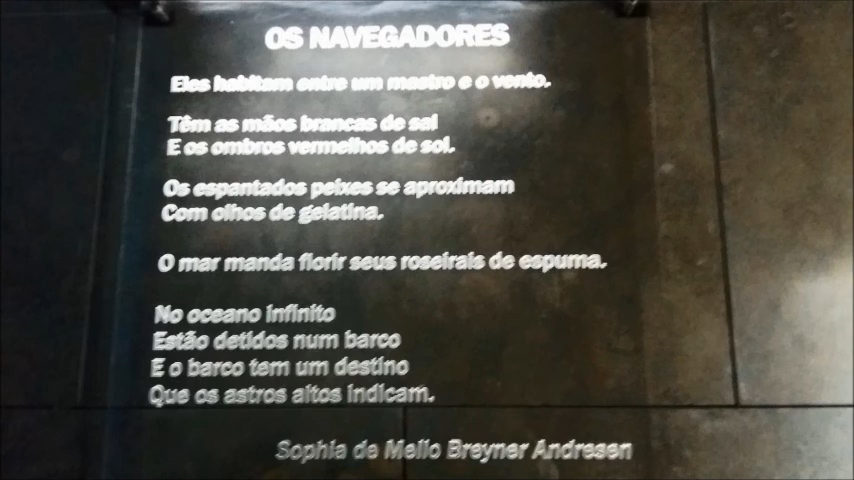 OS NAVEGADORES
Eles habitam entre um mastro e o vento.
Têm as mãos brancas de sal
E os ombros vermelhos de sol.
Os espantados peixes se aproximam
Com olhos de gelatina.
O mar manda florir seus roseirais de espuma.
No oceano infinito
Estão detidos num barco
E o barco tem um destino
Que os astros altos indicam.
Sophia de Mello Breyner Andresen